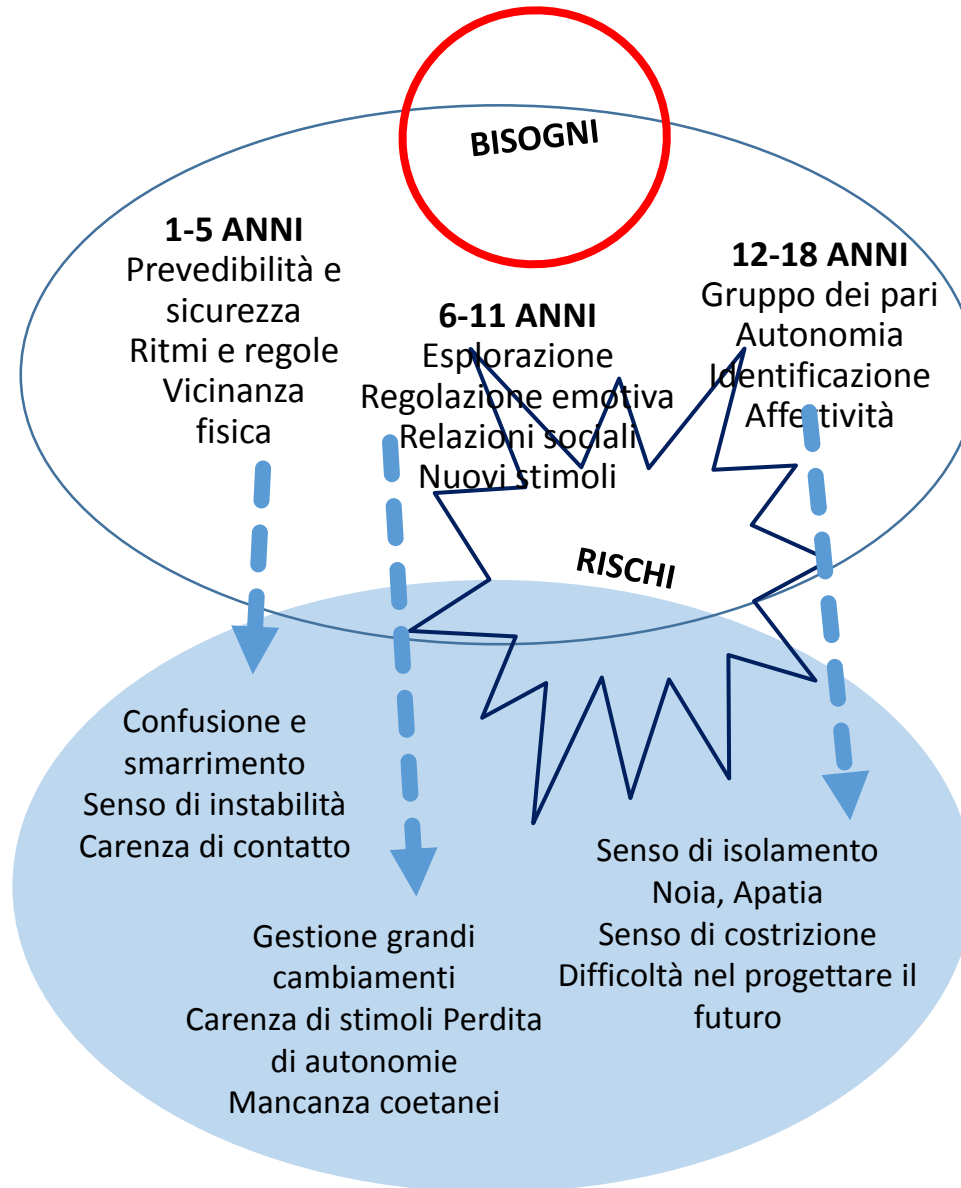 BISOGNI
1-5 ANNI
Prevedibilità e
sicurezza
Ritmi e regole
Vicinanza
fisica
6-11 ANNI
Esplorazione
Regolazione emotiva
Relazioni sociali
Nuovi stimoli
12-18 ANNI
Gruppo dei pari
Autonomia
Identificazione
Affettività
RISCHI
Confusione e
smarrimento
Senso di instabilità
Carenza di contatto
Gestione grandi
cambiamenti
Carenza di stimoli Perdita
di autonomie
Mancanza coetanei
Senso di isolamento
Noia, Apatia
Senso di costrizione
Difficoltà nel progettare il
futuro